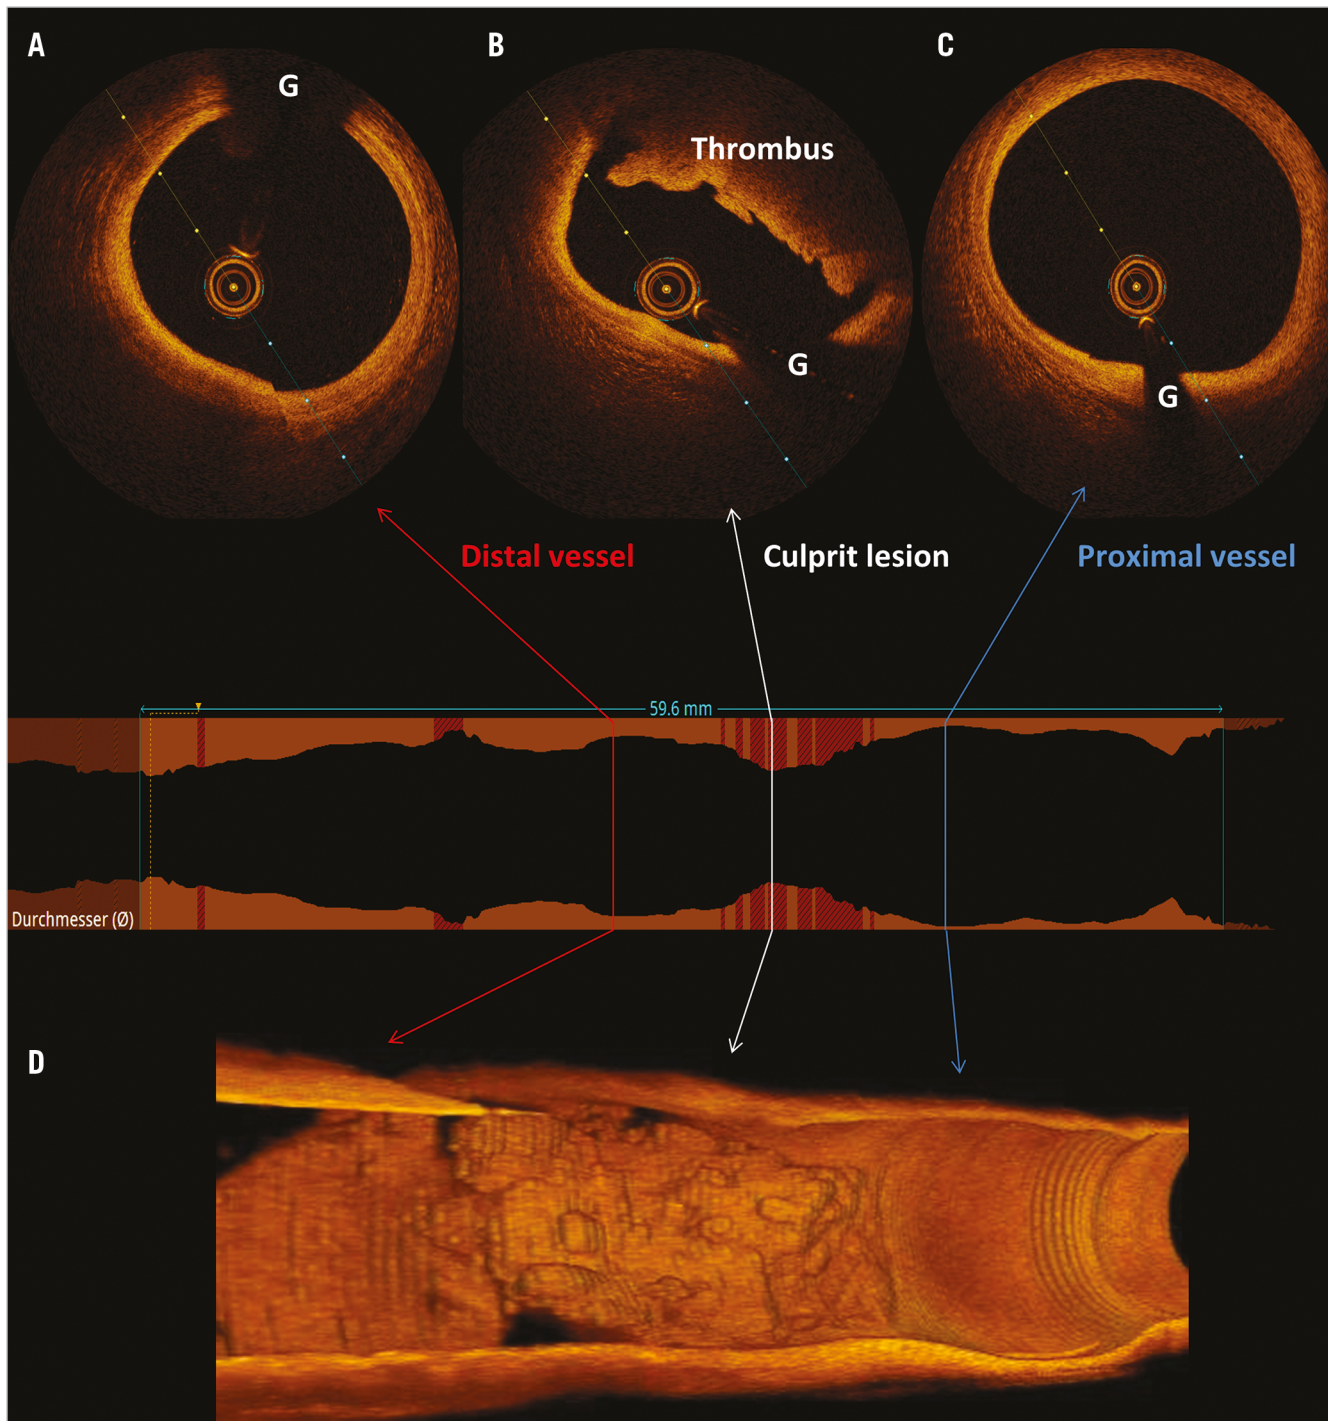 A
B
C
G
Thrombus
G
G
Distal vessel
Culprit lesion
Proximal vessel
59.6 mm
Durchmesser (Ø)
D